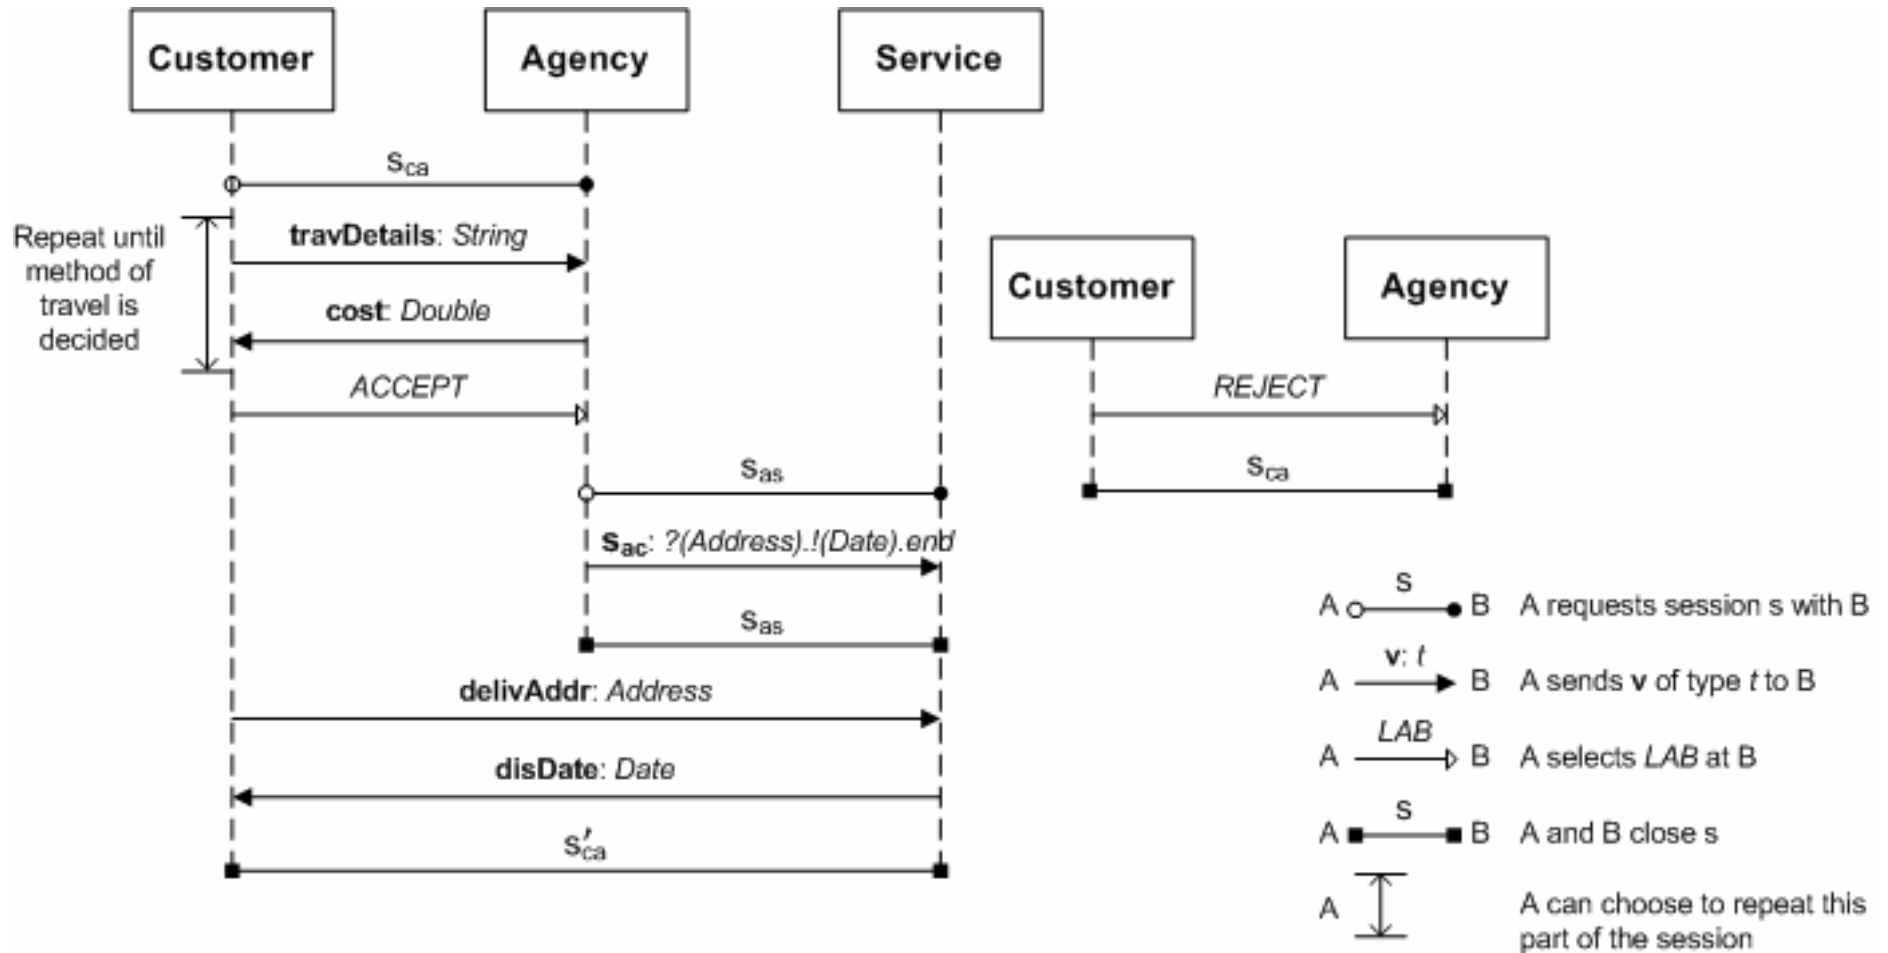 Customer
Agency
Service
s_ca
Repeat until
method of
travel is
decided
travDetails: String
cost: Double
ACCEPT
s_as
s_ac: ?(Address).!(Date).end
s_as
delivAddr: Address
disDate: Date
s'_ca
Customer
Agency
REJECT
s_ca
A s B A requests session s with B
A v: t B A sends v of type t to B
A LAB B A selects LAB at B
A s B A and B close s
A A can choose to repeat this
part of the session